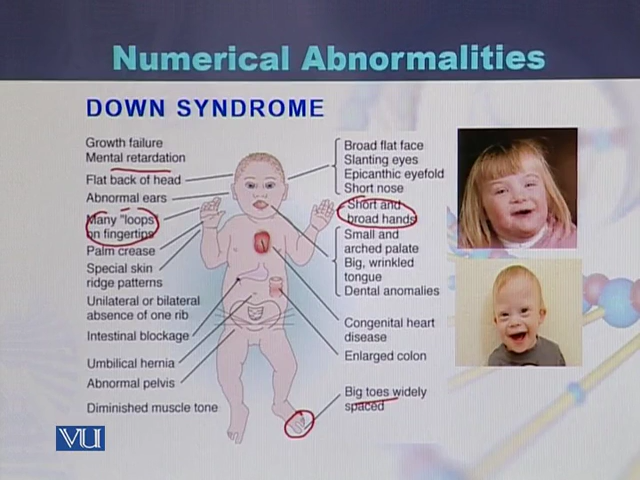 Numerical Abnormalities
DOWN SYNDROME
Growth failure
Mental retardation
Flat back of head
Abnormal ears
Many "loops"
on fingertips
Palm crease
Special skin
ridge patterns
Unilateral or bilateral
absence of one rib
Intestinal blockage
Umbilical hernia
Abnormal pelvis
Diminished muscle tone
Broad flat face
Slanting eyes
Epicanthic eyefold
Short nose
Short and
broad hands
Small and
arched palate
Big, wrinkled
tongue
Dental anomalies
Congenital heart
disease
Enlarged colon
Big toes widely
spaced
VU